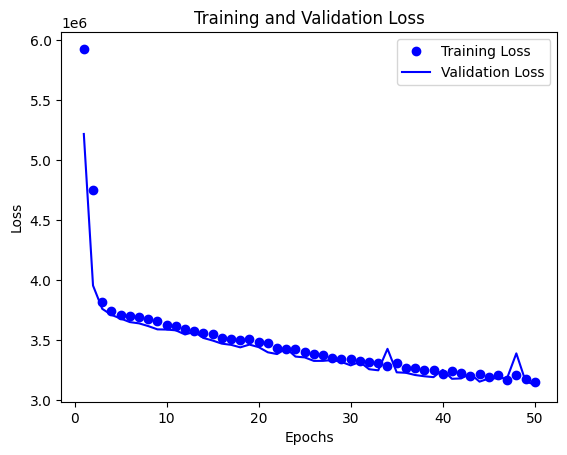 Training and Validation Loss
1e6
6.0
5.5
5.0
4.5
4.0
3.5
3.0
Loss
Training Loss
Validation Loss
0 10 20 30 40 50
Epochs